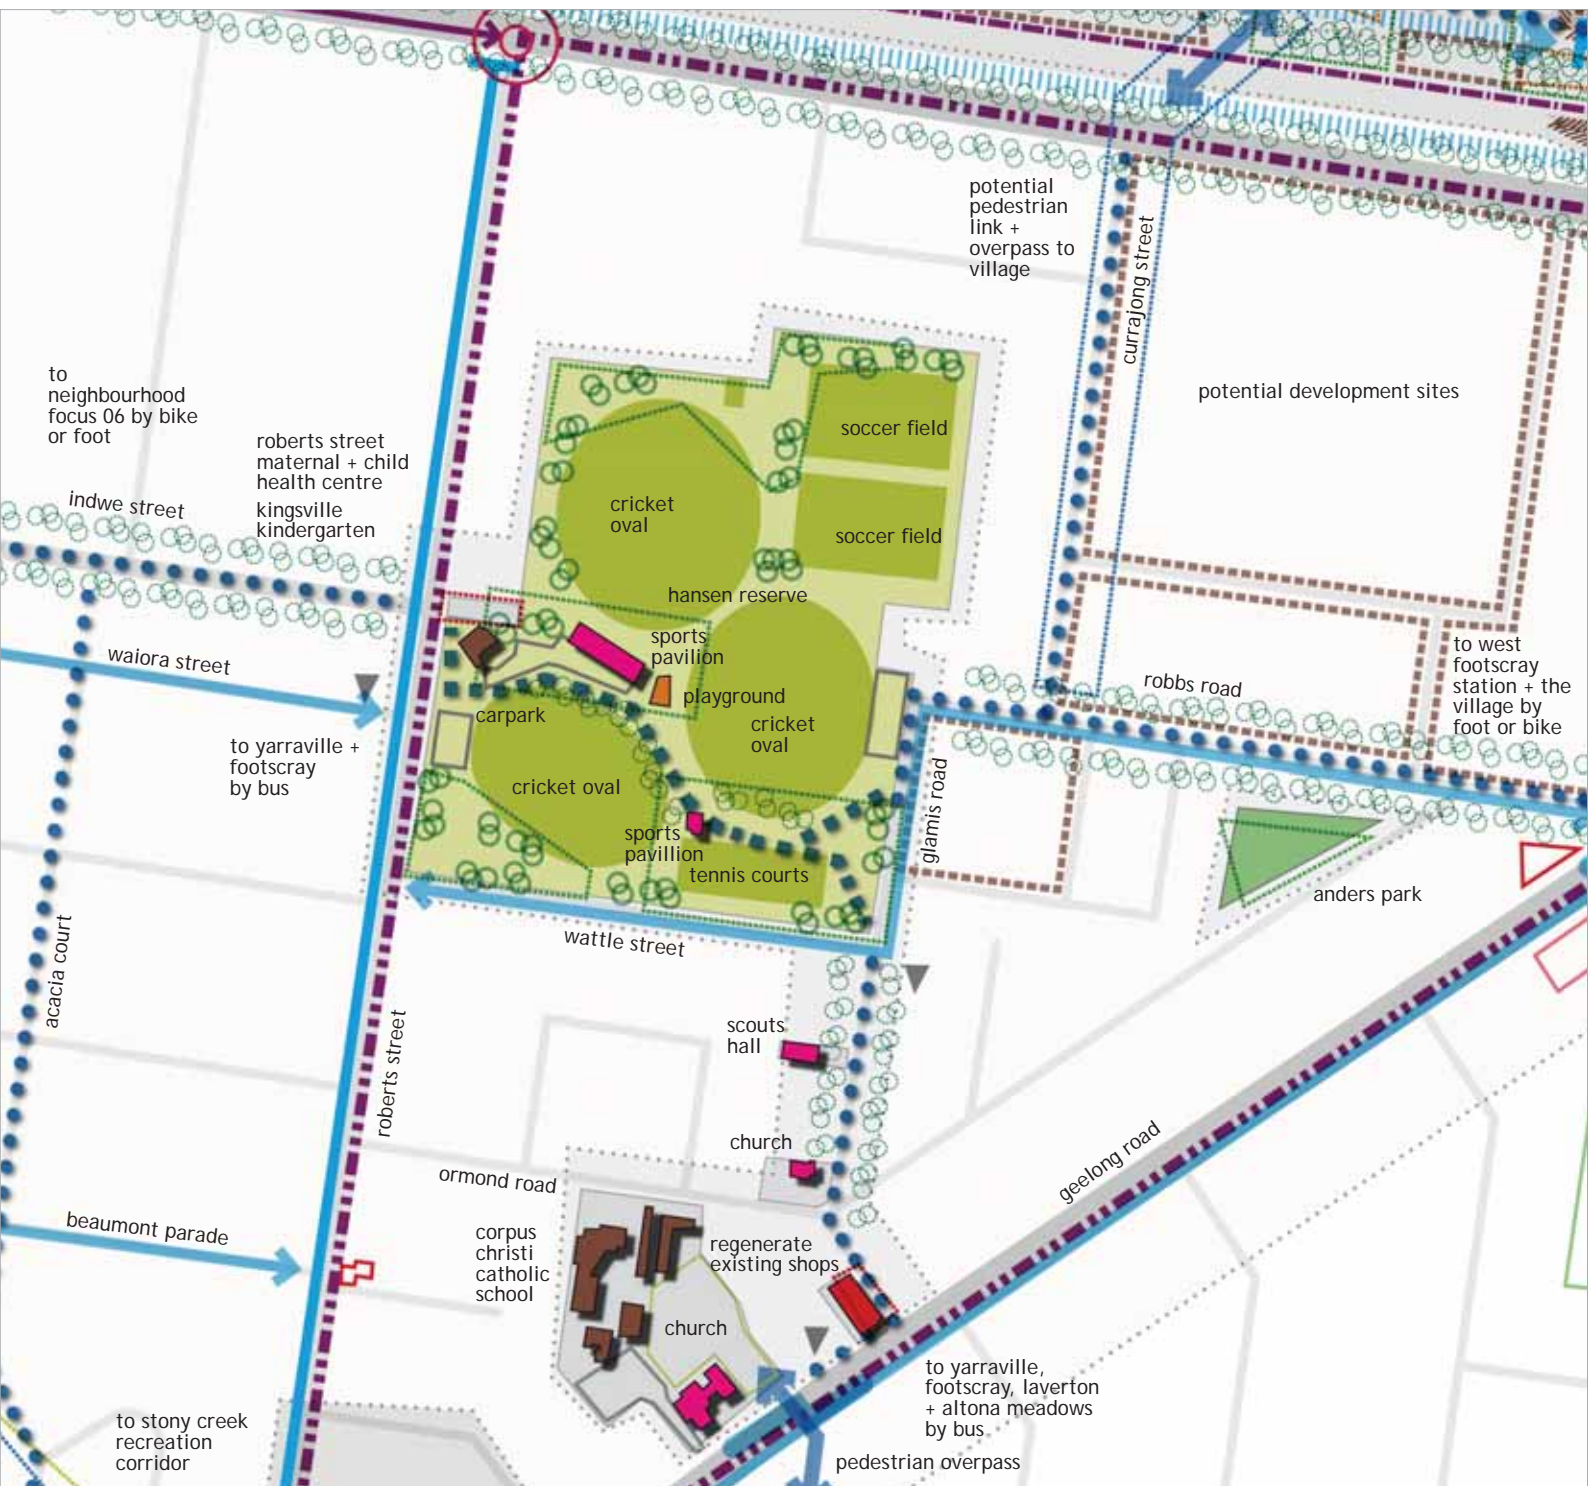 potential
pedestrian
link +
overpass to
village
currajong street
potential development sites
to
neighbourhood
focus 06 by bike
or foot
roberts street
maternal + child
health centre
kingsville
kindergarten
indwe street
soccer field
cricket
oval
soccer field
hansen reserve
sports
pavilion
playground
waiora street
carpark
cricket
oval
robbs road
to west
footscray
station + the
village by
foot or bike
to yarraville +
footscray
by bus
cricket oval
glamis road
sports
pavillion
tennis courts
anders park
acacia court
wattle street
scouts
hall
roberts street
church
ormond road
geelong road
beaumont parade
corpus
christi
catholic
school
regenerate
existing shops
church
to yarraville,
footscray, laverton
+ altona meadows
by bus
to stony creek
recreation
corridor
pedestrian overpass